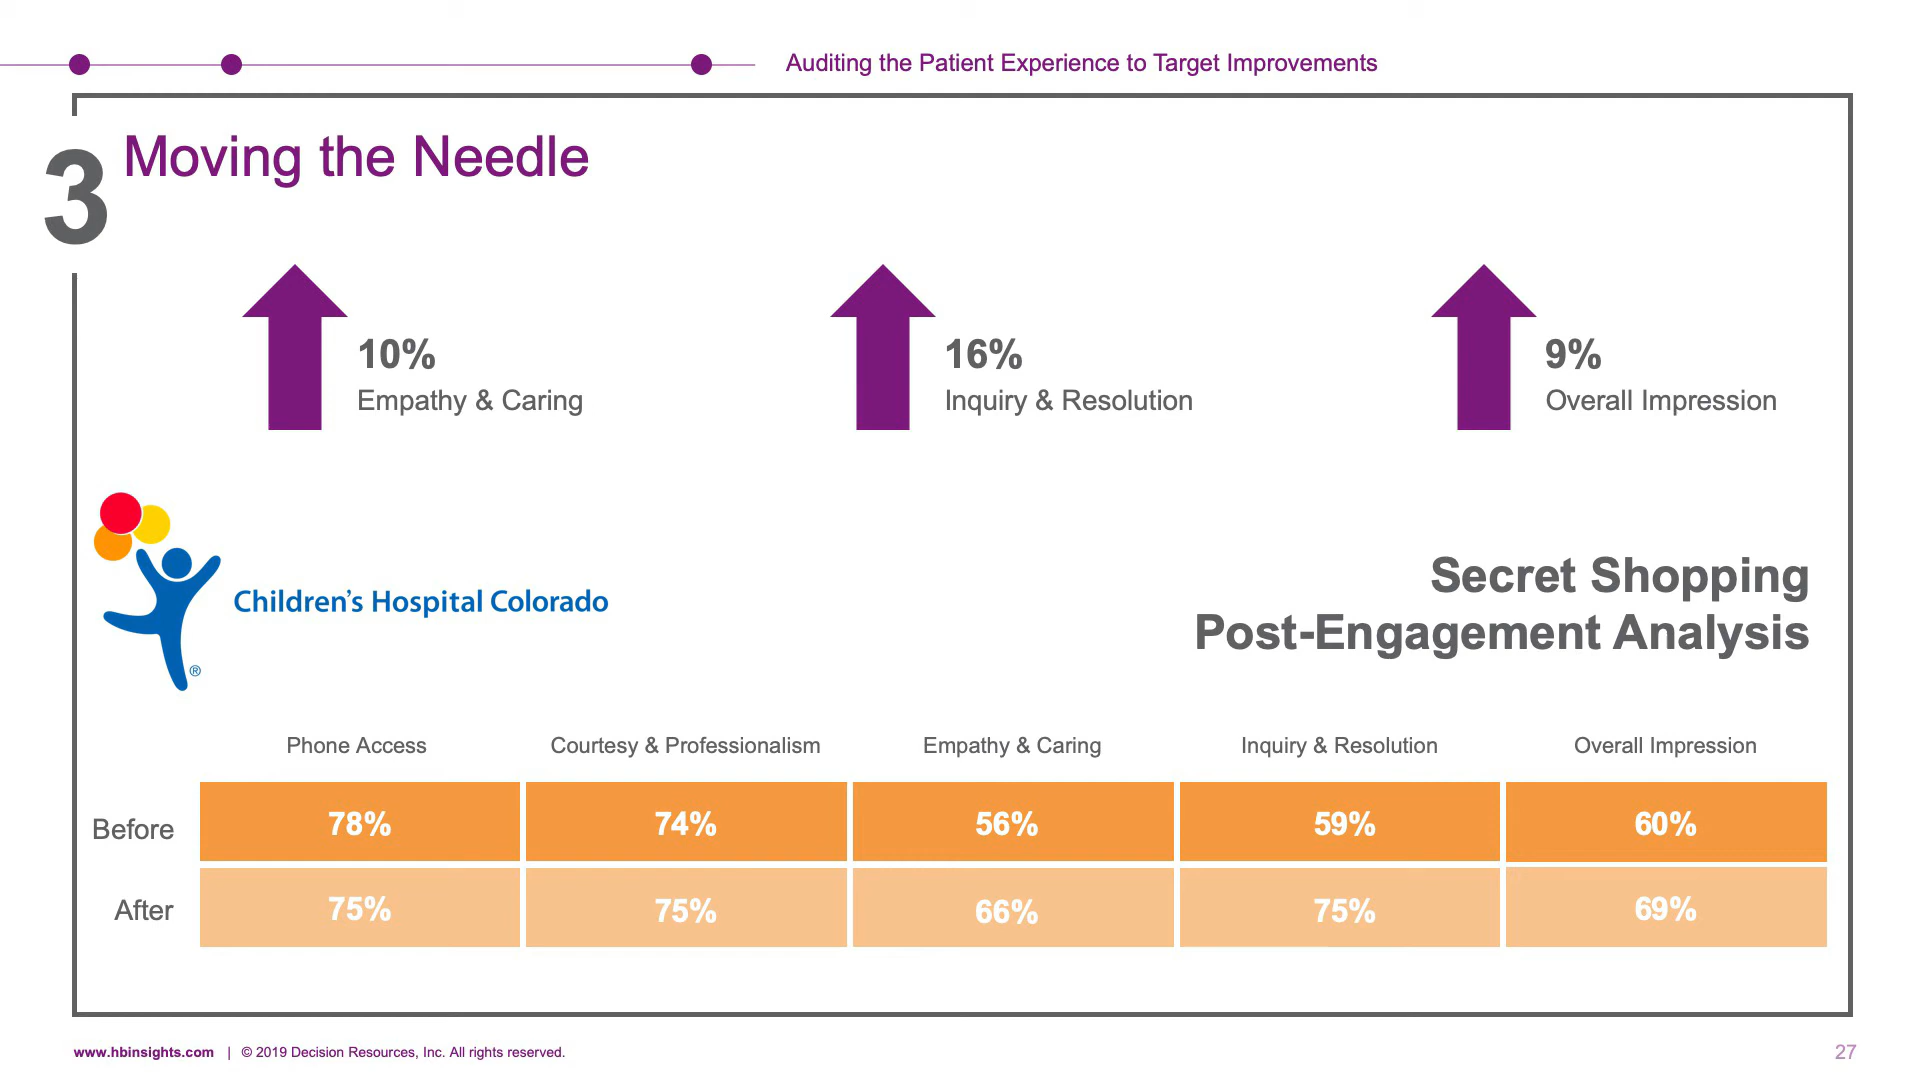 Auditing the Patient Experience to Target Improvements
3
Moving the Needle
10%
Empathy & Caring
16%
Inquiry & Resolution
9%
Overall Impression
Children's Hospital Colorado
®
Secret Shopping
Post-Engagement Analysis
Phone Access Courtesy & Professionalism Empathy & Caring Inquiry & Resolution Overall Impression
Before 78% 74% 56% 59% 60%
After 75% 75% 66% 75% 69%
www.hbinsights.com | © 2019 Decision Resources, Inc. All rights reserved.
27